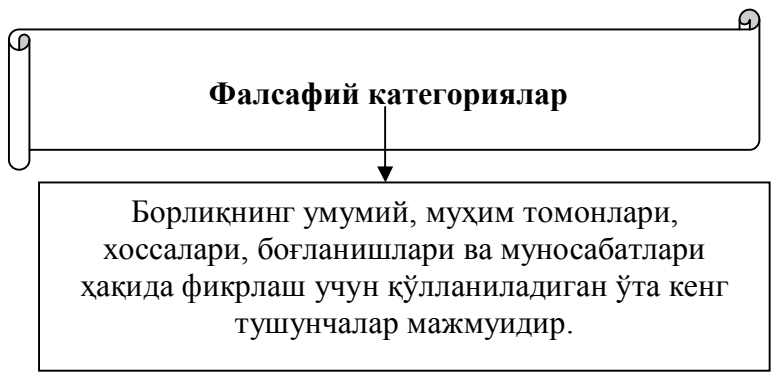 Фалсафий категориялар
Борлиқнинг умумий, муҳим томонлари,
хоссалари, боғланишлари ва муносабатлари
ҳақида фикрлаш учун қўлланиладиган ўта кенг
тушунчалар мажмуидир.